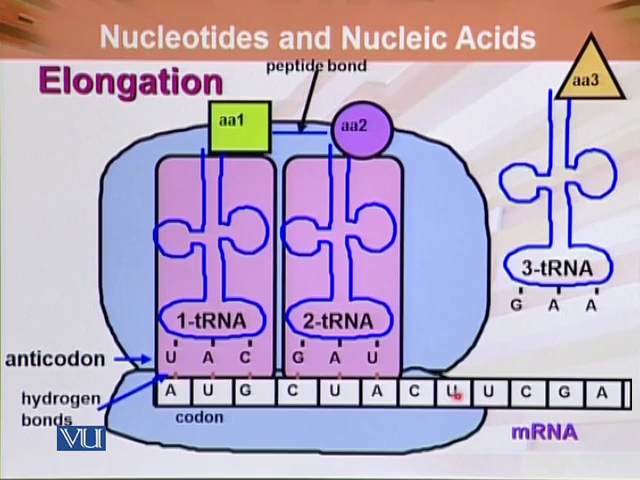 Nucleotides and Nucleic Acids
Elongation
peptide bond
aa1
aa2
aa3
1-tRNA
2-tRNA
3-tRNA
anticodon
U A C G A U
G A A
hydrogen
bonds
A U G C U A C U U C G A
codon
mRNA
VU